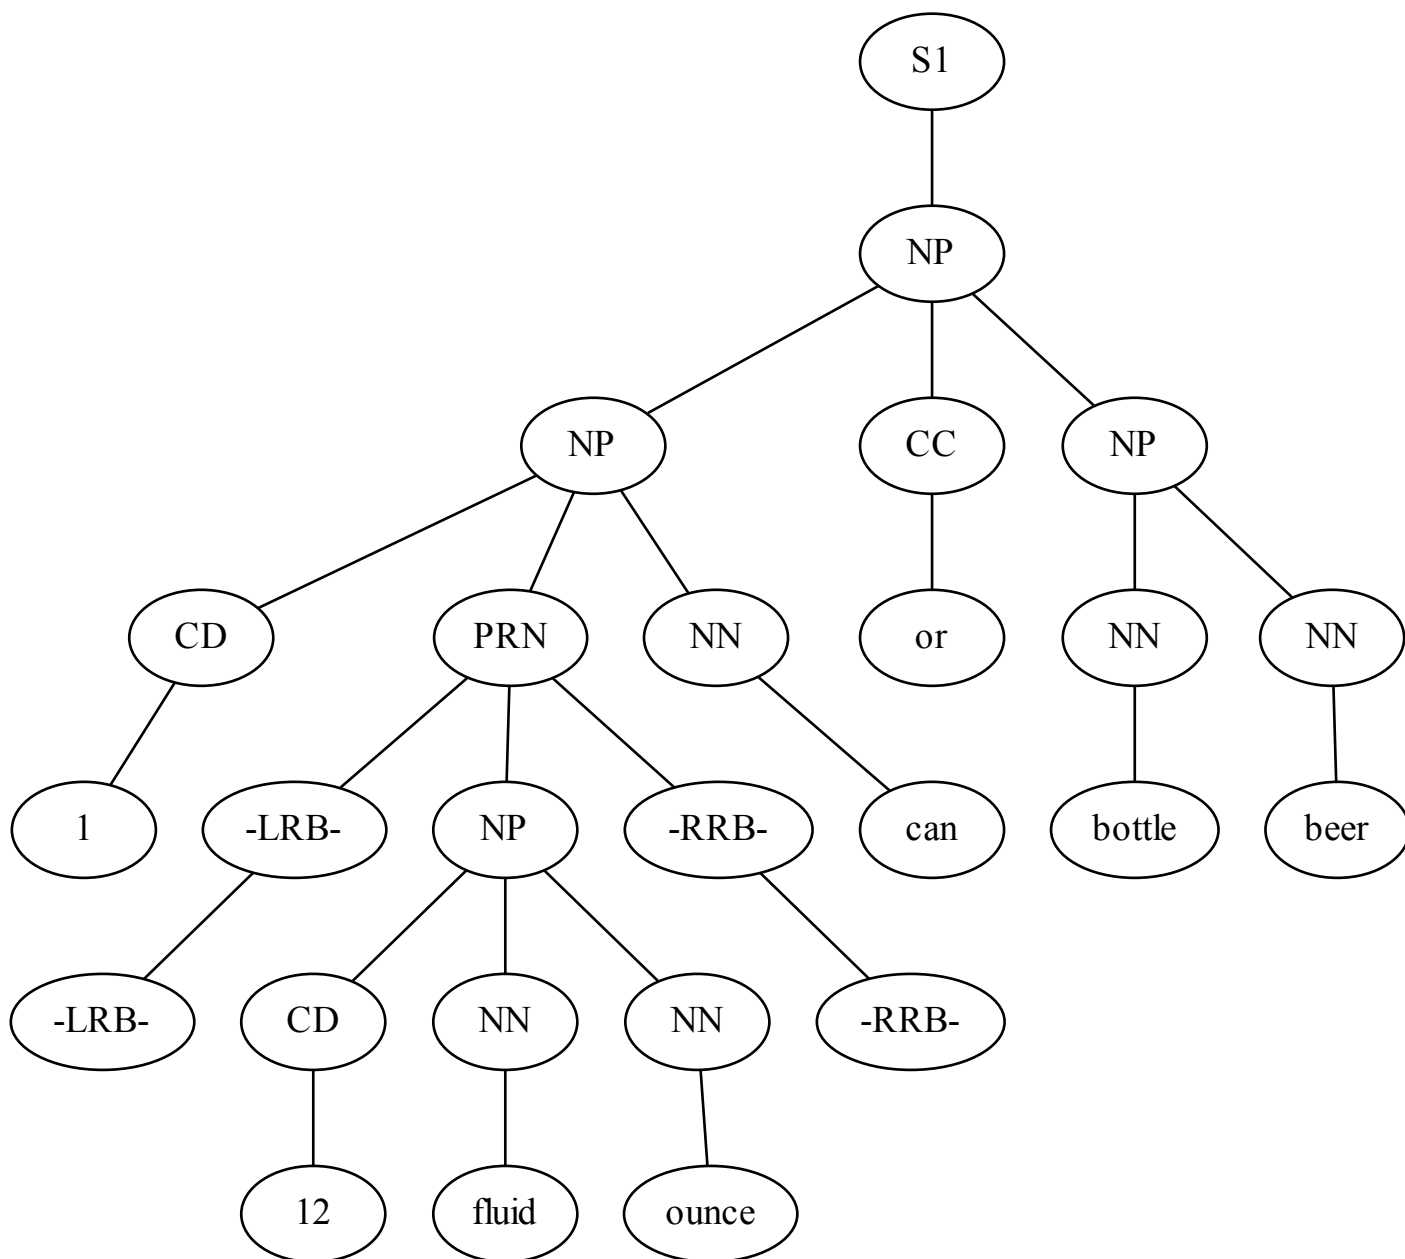 S1
NP
NP CC NP
CD PRN NN or NN NN
1 -LRB- NP -RRB- can bottle beer
-LRB- CD NN NN -RRB-
12 fluid ounce